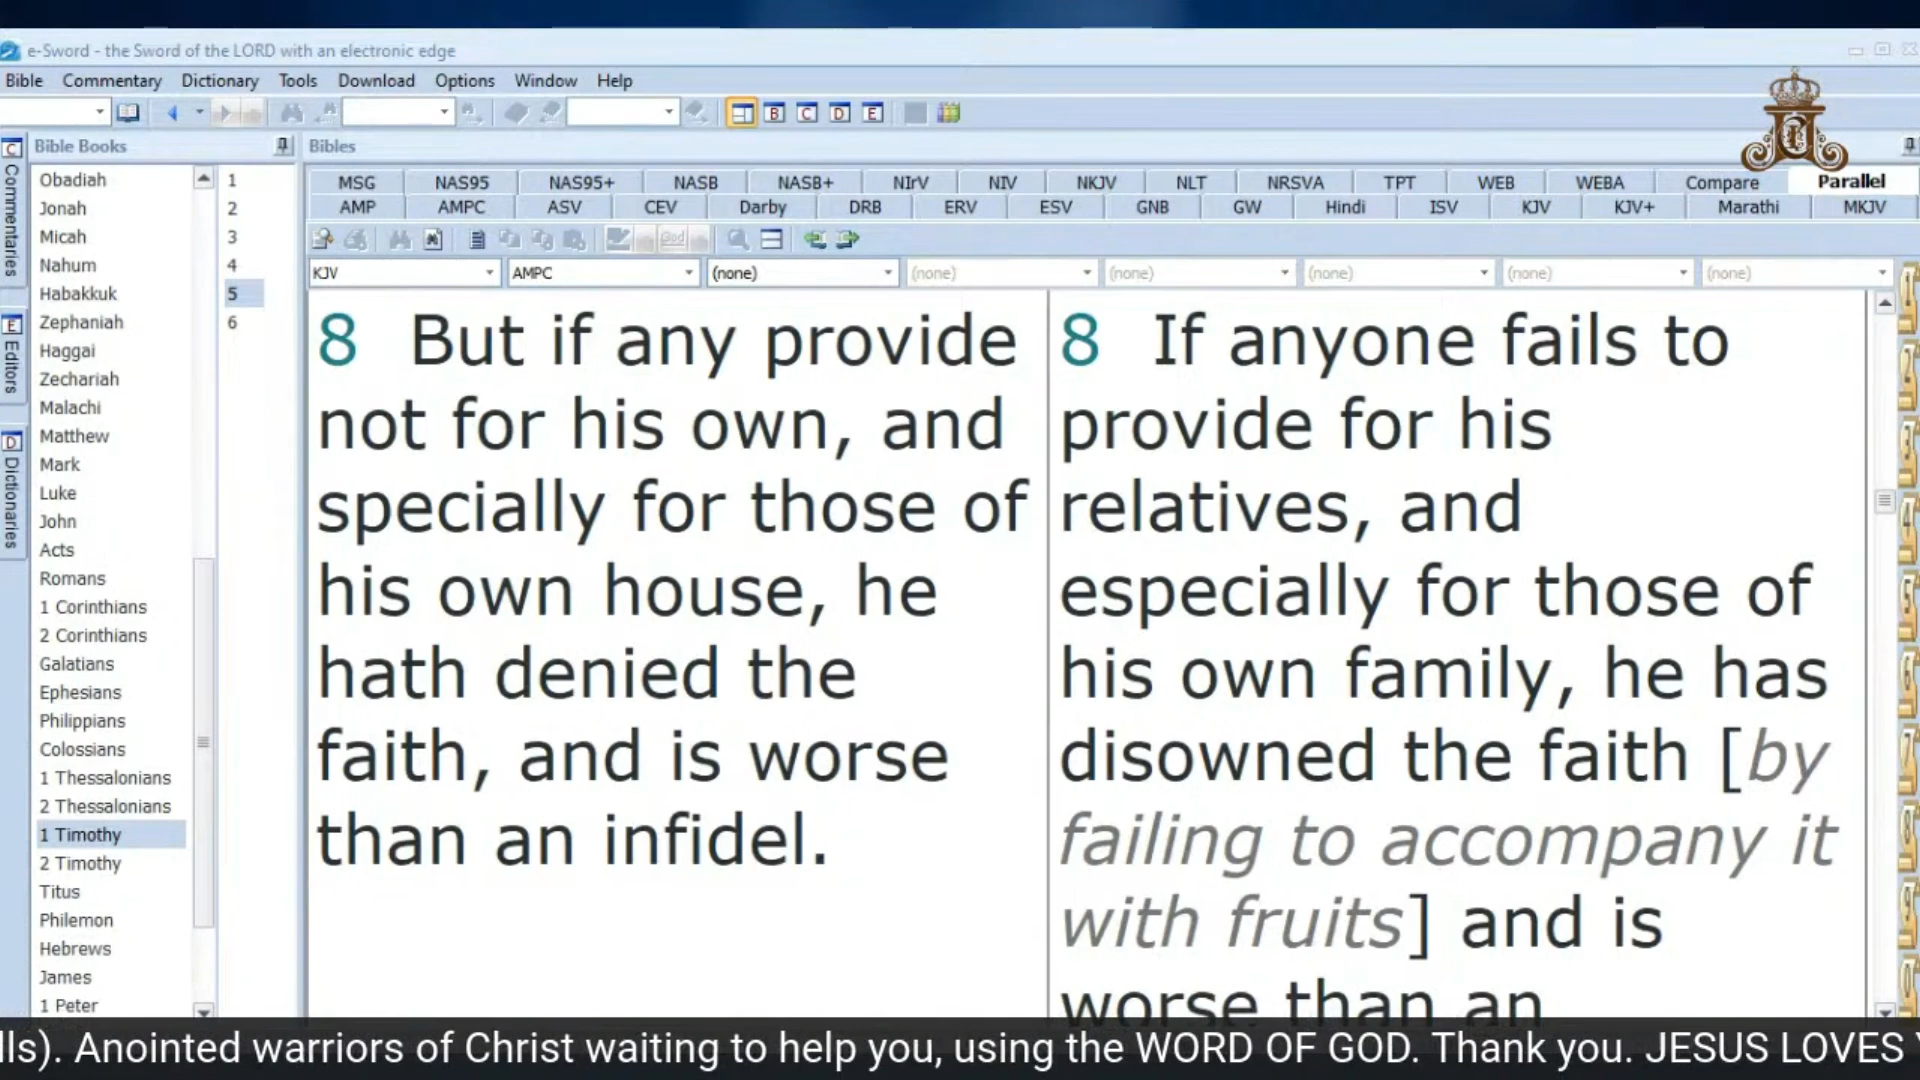 e-Sword - the Sword of the LORD with an electronic edge
Bible Commentary Dictionary Tools Download Options Window Help
B C D E
C Commentaries
E Editors
D Dictionaries
Bible Books
Obadiah
Jonah
Micah
Nahum
Habakkuk
Zephaniah
Haggai
Zechariah
Malachi
Matthew
Mark
Luke
John
Acts
Romans
1 Corinthians
2 Corinthians
Galatians
Ephesians
Philippians
Colossians
1 Thessalonians
2 Thessalonians
1 Timothy
2 Timothy
Titus
Philemon
Hebrews
James
1 Peter
1
2
3
4
5
6
Bibles
MSG NAS95 NAS95+ NASB NASB+ NIrV NIV NKJV NLT NRSVA TPT WEB WEBA Compare Parallel
AMP AMPC ASV CEV Darby DRB ERV ESV GNB GW Hindi ISV KJV KJV+ Marathi MKJV
God
KJV AMPC (none) (none) (none) (none) (none) (none)
8 But if any provide
not for his own, and
specially for those of
his own house, he
hath denied the
faith, and is worse
than an infidel.
8 If anyone fails to
provide for his
relatives, and
especially for those of
his own family, he has
disowned the faith [by
failing to accompany it
with fruits] and is
worse than an
lls). Anointed warriors of Christ waiting to help you, using the WORD OF GOD. Thank you. JESUS LOVES